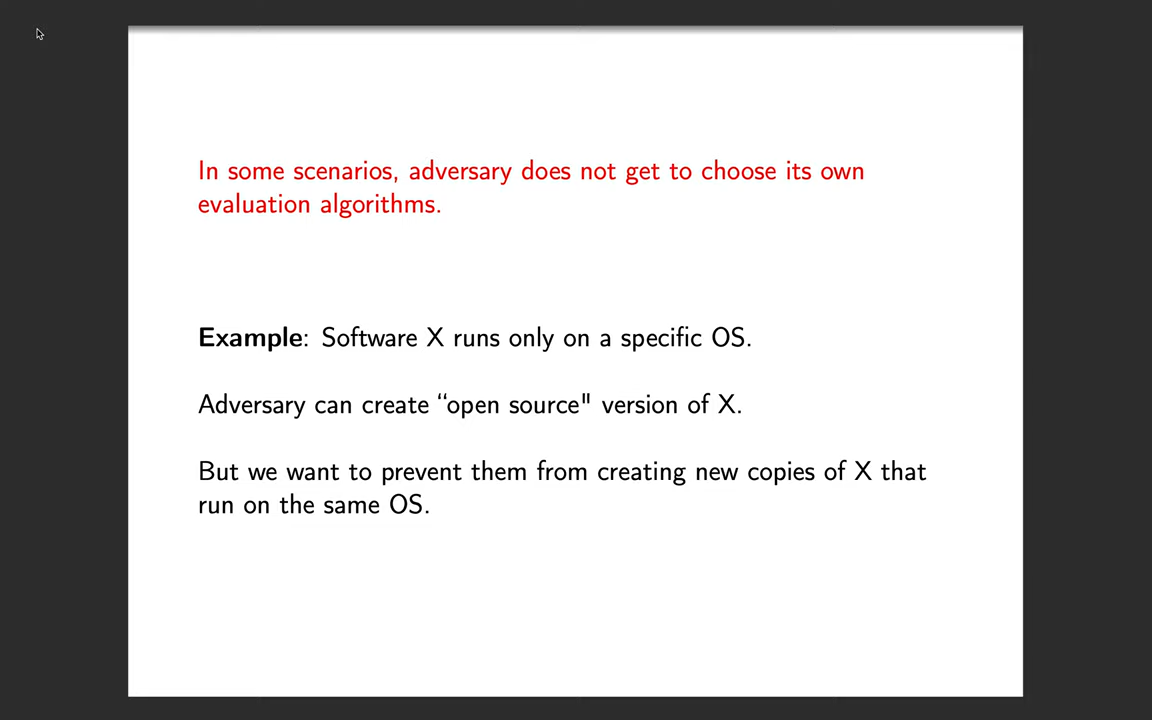 In some scenarios, adversary does not get to choose its own
evaluation algorithms.
Example: Software X runs only on a specific OS.
Adversary can create “open source" version of X.
But we want to prevent them from creating new copies of X that
run on the same OS.